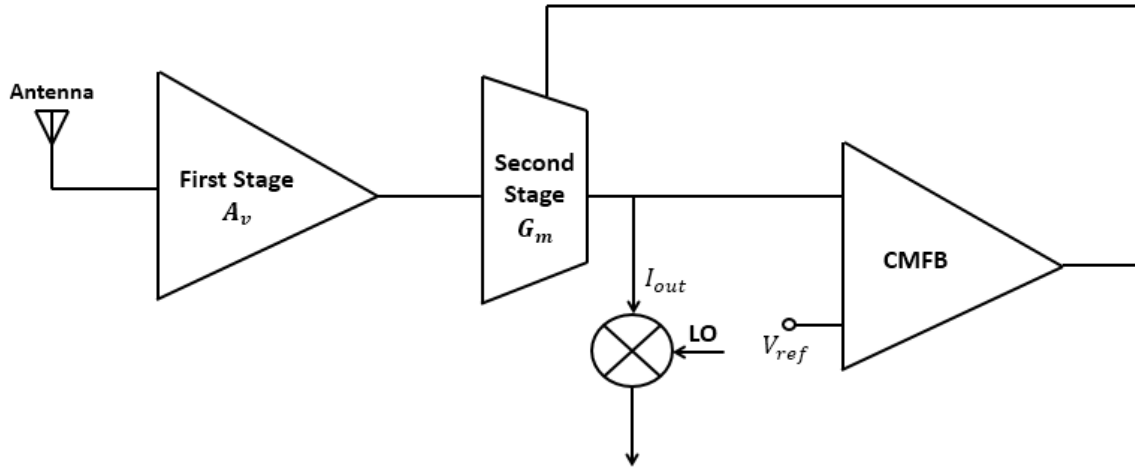 Antenna
First Stage
A_v
Second
Stage
G_m
CMFB
I_out
LO
V_ref